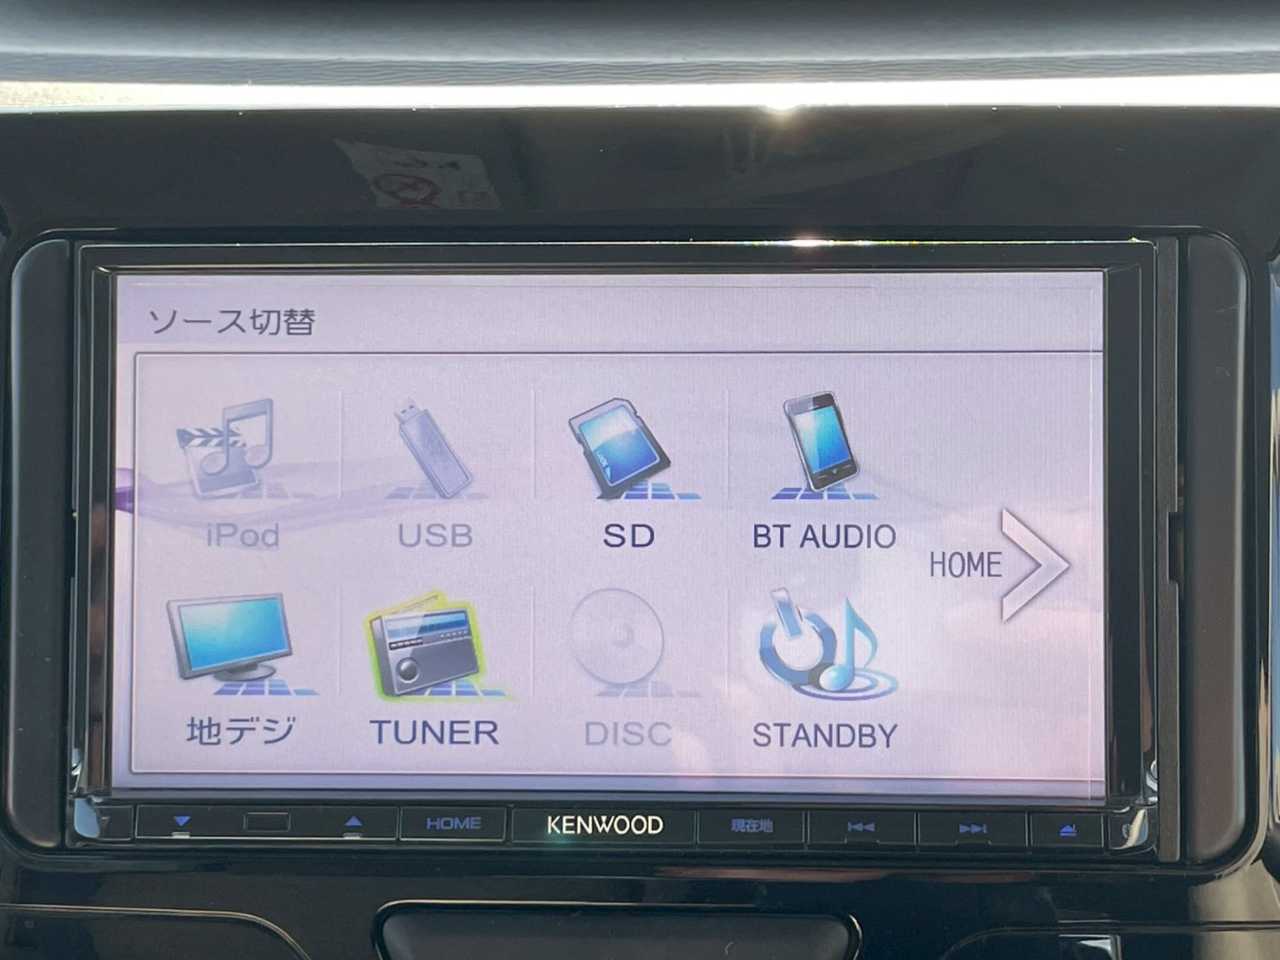 ソース切替
iPod
USB
SD
BT AUDIO
HOME
地デジ
TUNER
DISC
STANDBY
HOME
KENWOOD
現在地